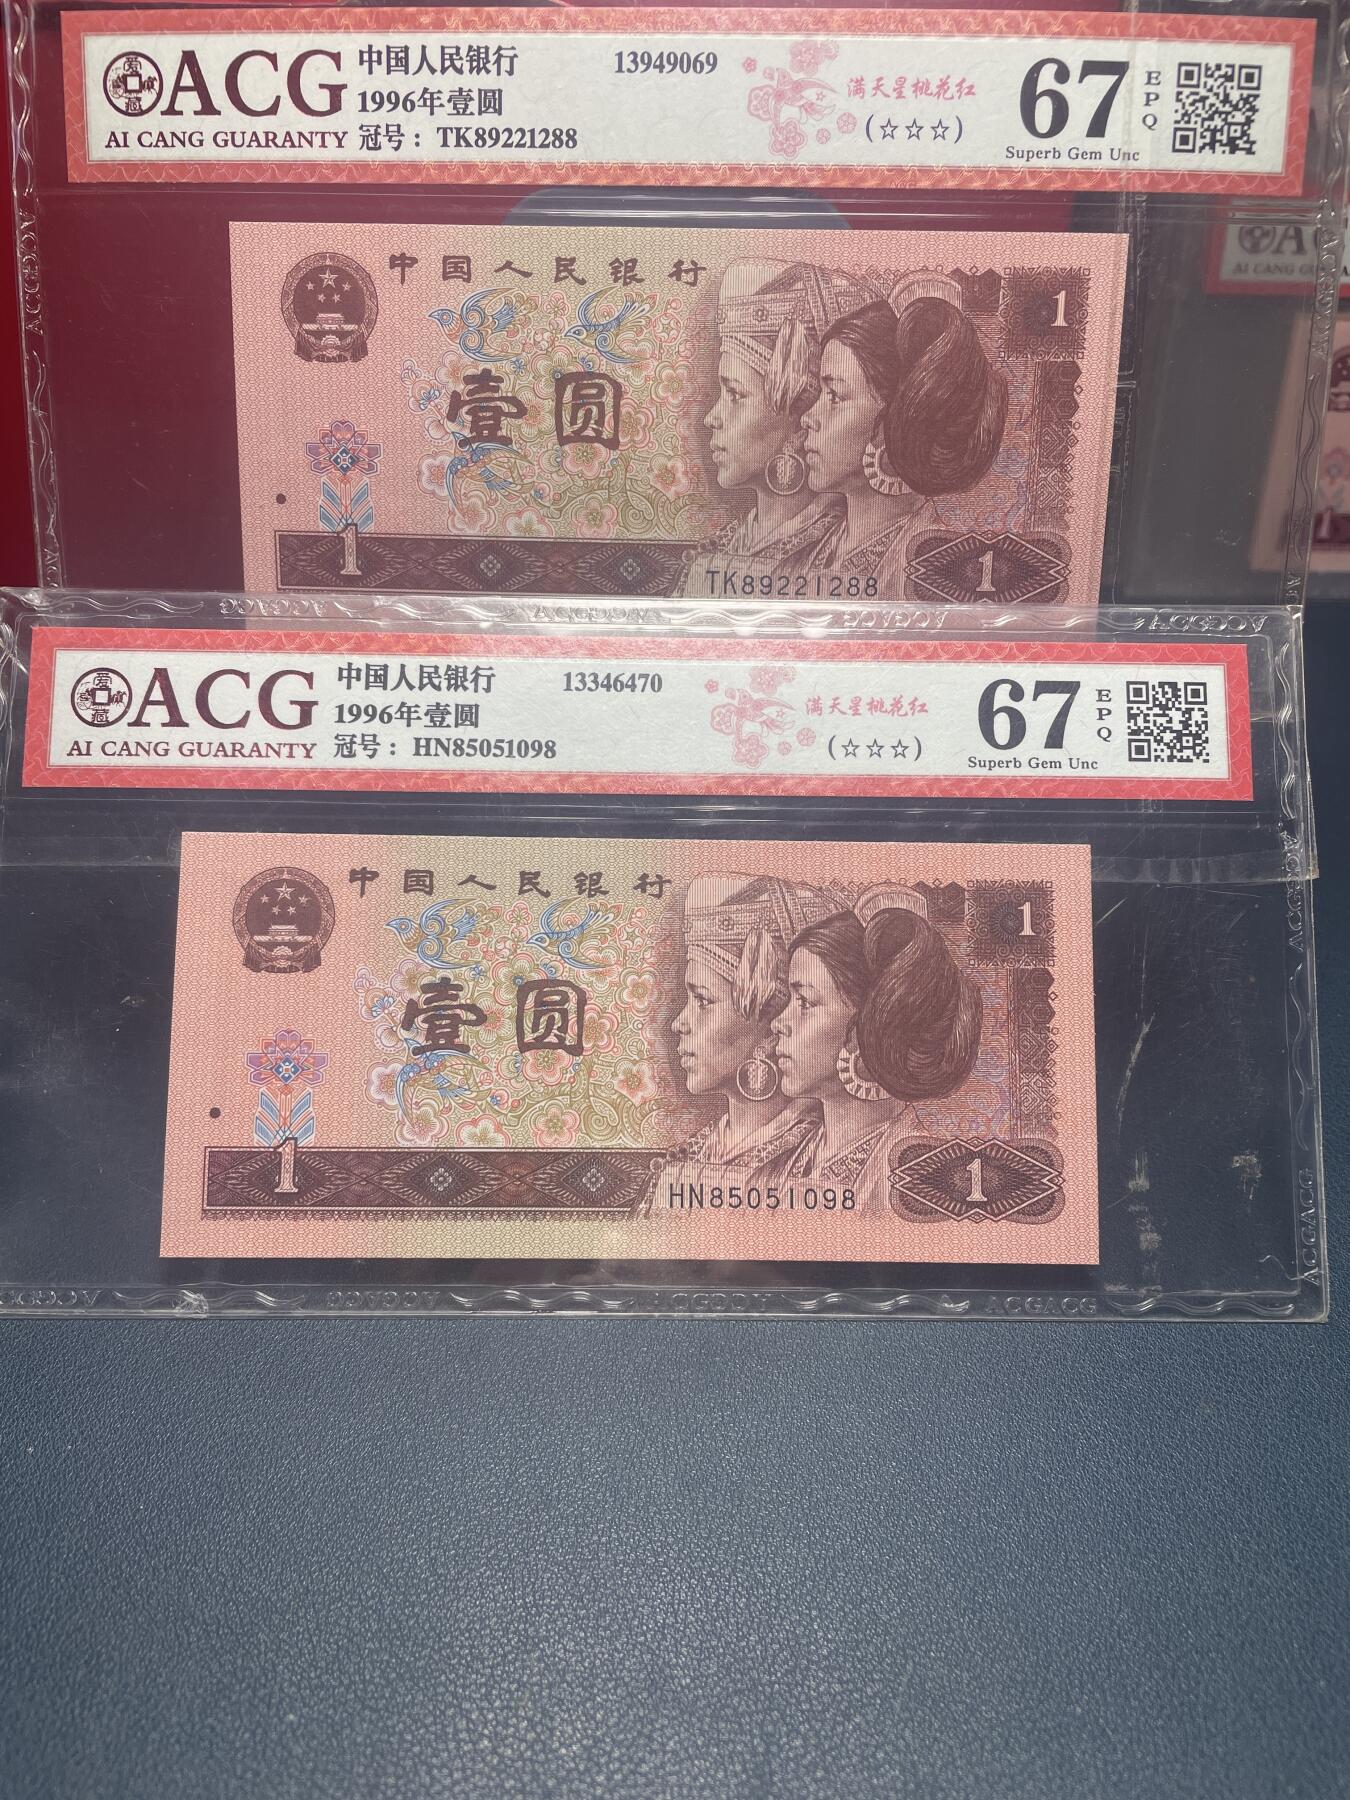 ACG
AI CANG GUARANTY
中国人民银行
1996年壹圆
冠号：TK89221288
13949069
满天星桃花红
(☆☆☆)
67
EPQ
Superb Gem Unc
中国人民银行
壹圆
1
1
1
TK89221288
AI CANG
ACG
AI CANG GUARANTY
中国人民银行
1996年壹圆
冠号：HN85051098
13346470
满天星桃花红
(☆☆☆)
67
EPQ
Superb Gem Unc
中国人民银行
壹圆
1
1
1
HN85051098
ACGACG
ACGACG